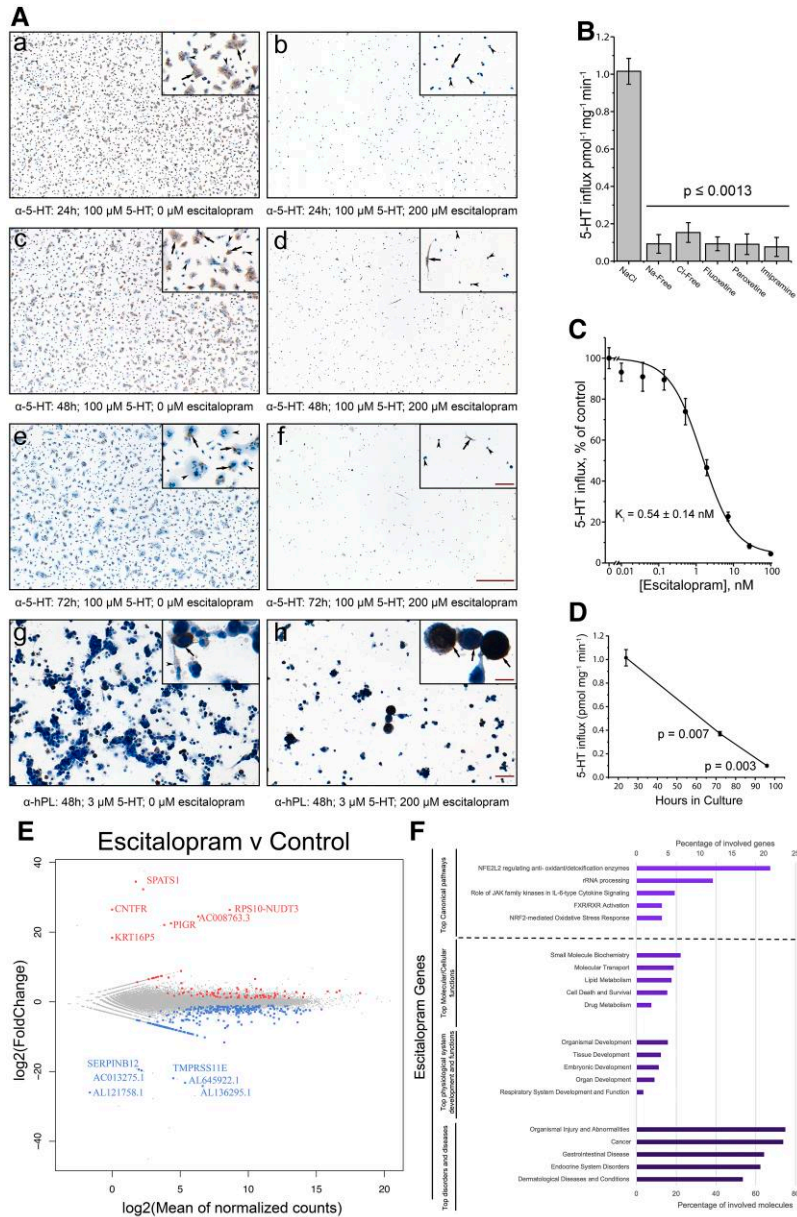 A
a
b
α-5-HT: 24h; 100 µM 5-HT; 0 µM escitalopram
α-5-HT: 24h; 100 µM 5-HT; 200 µM escitalopram
c
d
α-5-HT: 48h; 100 µM 5-HT; 0 µM escitalopram
α-5-HT: 48h; 100 µM 5-HT; 200 µM escitalopram
e
f
α-5-HT: 72h; 100 µM 5-HT; 0 µM escitalopram
α-5-HT: 72h; 100 µM 5-HT; 200 µM escitalopram
g
h
α-hPL: 48h; 3 µM 5-HT; 0 µM escitalopram
α-hPL: 48h; 3 µM 5-HT; 200 µM escitalopram
B
5-HT influx pmol⁻¹ mg⁻¹ min⁻¹
1.2
1.0
0.8
0.6
0.4
0.2
0.0
p ≤ 0.0013
NaCl
Na-Free
Cl-Free
Fluoxetine
Paroxetine
Imipramine
C
5-HT influx, % of control
100
80
60
40
20
0
Kᵢ = 0.54 ± 0.14 nM
0 0.01 0.1 1 10 100
[Escitalopram], nM
D
5-HT influx (pmol mg⁻¹ min⁻¹)
1.2
1.0
0.8
0.6
0.4
0.2
0.0
p = 0.007
p = 0.003
20 30 40 50 60 70 80 90 100
Hours in Culture
E
Escitalopram v Control
log2(FoldChange)
40
20
0
−20
−40
SPATS1
CNTFR
RPS10-NUDT3
AC008763.3
PIGR
KRT16P5
SERPINB12
TMPRSS11E
AC013275.1
AL645922.1
AL121758.1
AL136295.1
0 5 10 15 20
log2(Mean of normalized counts)
F
Escitalopram Genes
Percentage of involved genes
0 5 10 15 20 25
Top Canonical pathways
NFE2L2 regulating anti- oxidant/detoxification enzymes
rRNA processing
Role of JAK family kinases in IL-6-type Cytokine Signaling
FXR/RXR Activation
NRF2-mediated Oxidative Stress Response
Top Molecular/Cellular
functions
Small Molecule Biochemistry
Molecular Transport
Lipid Metabolism
Cell Death and Survival
Drug Metabolism
Top physiological system
development and functions
Organismal Development
Tissue Development
Embryonic Development
Organ Development
Respiratory System Development and Function
Top disorders and diseases
Organismal Injury and Abnormalities
Cancer
Gastrointestinal Disease
Endocrine System Disorders
Dermatological Diseases and Conditions
0 10 20 30 40 50 60 70 80
Percentage of involved molecules